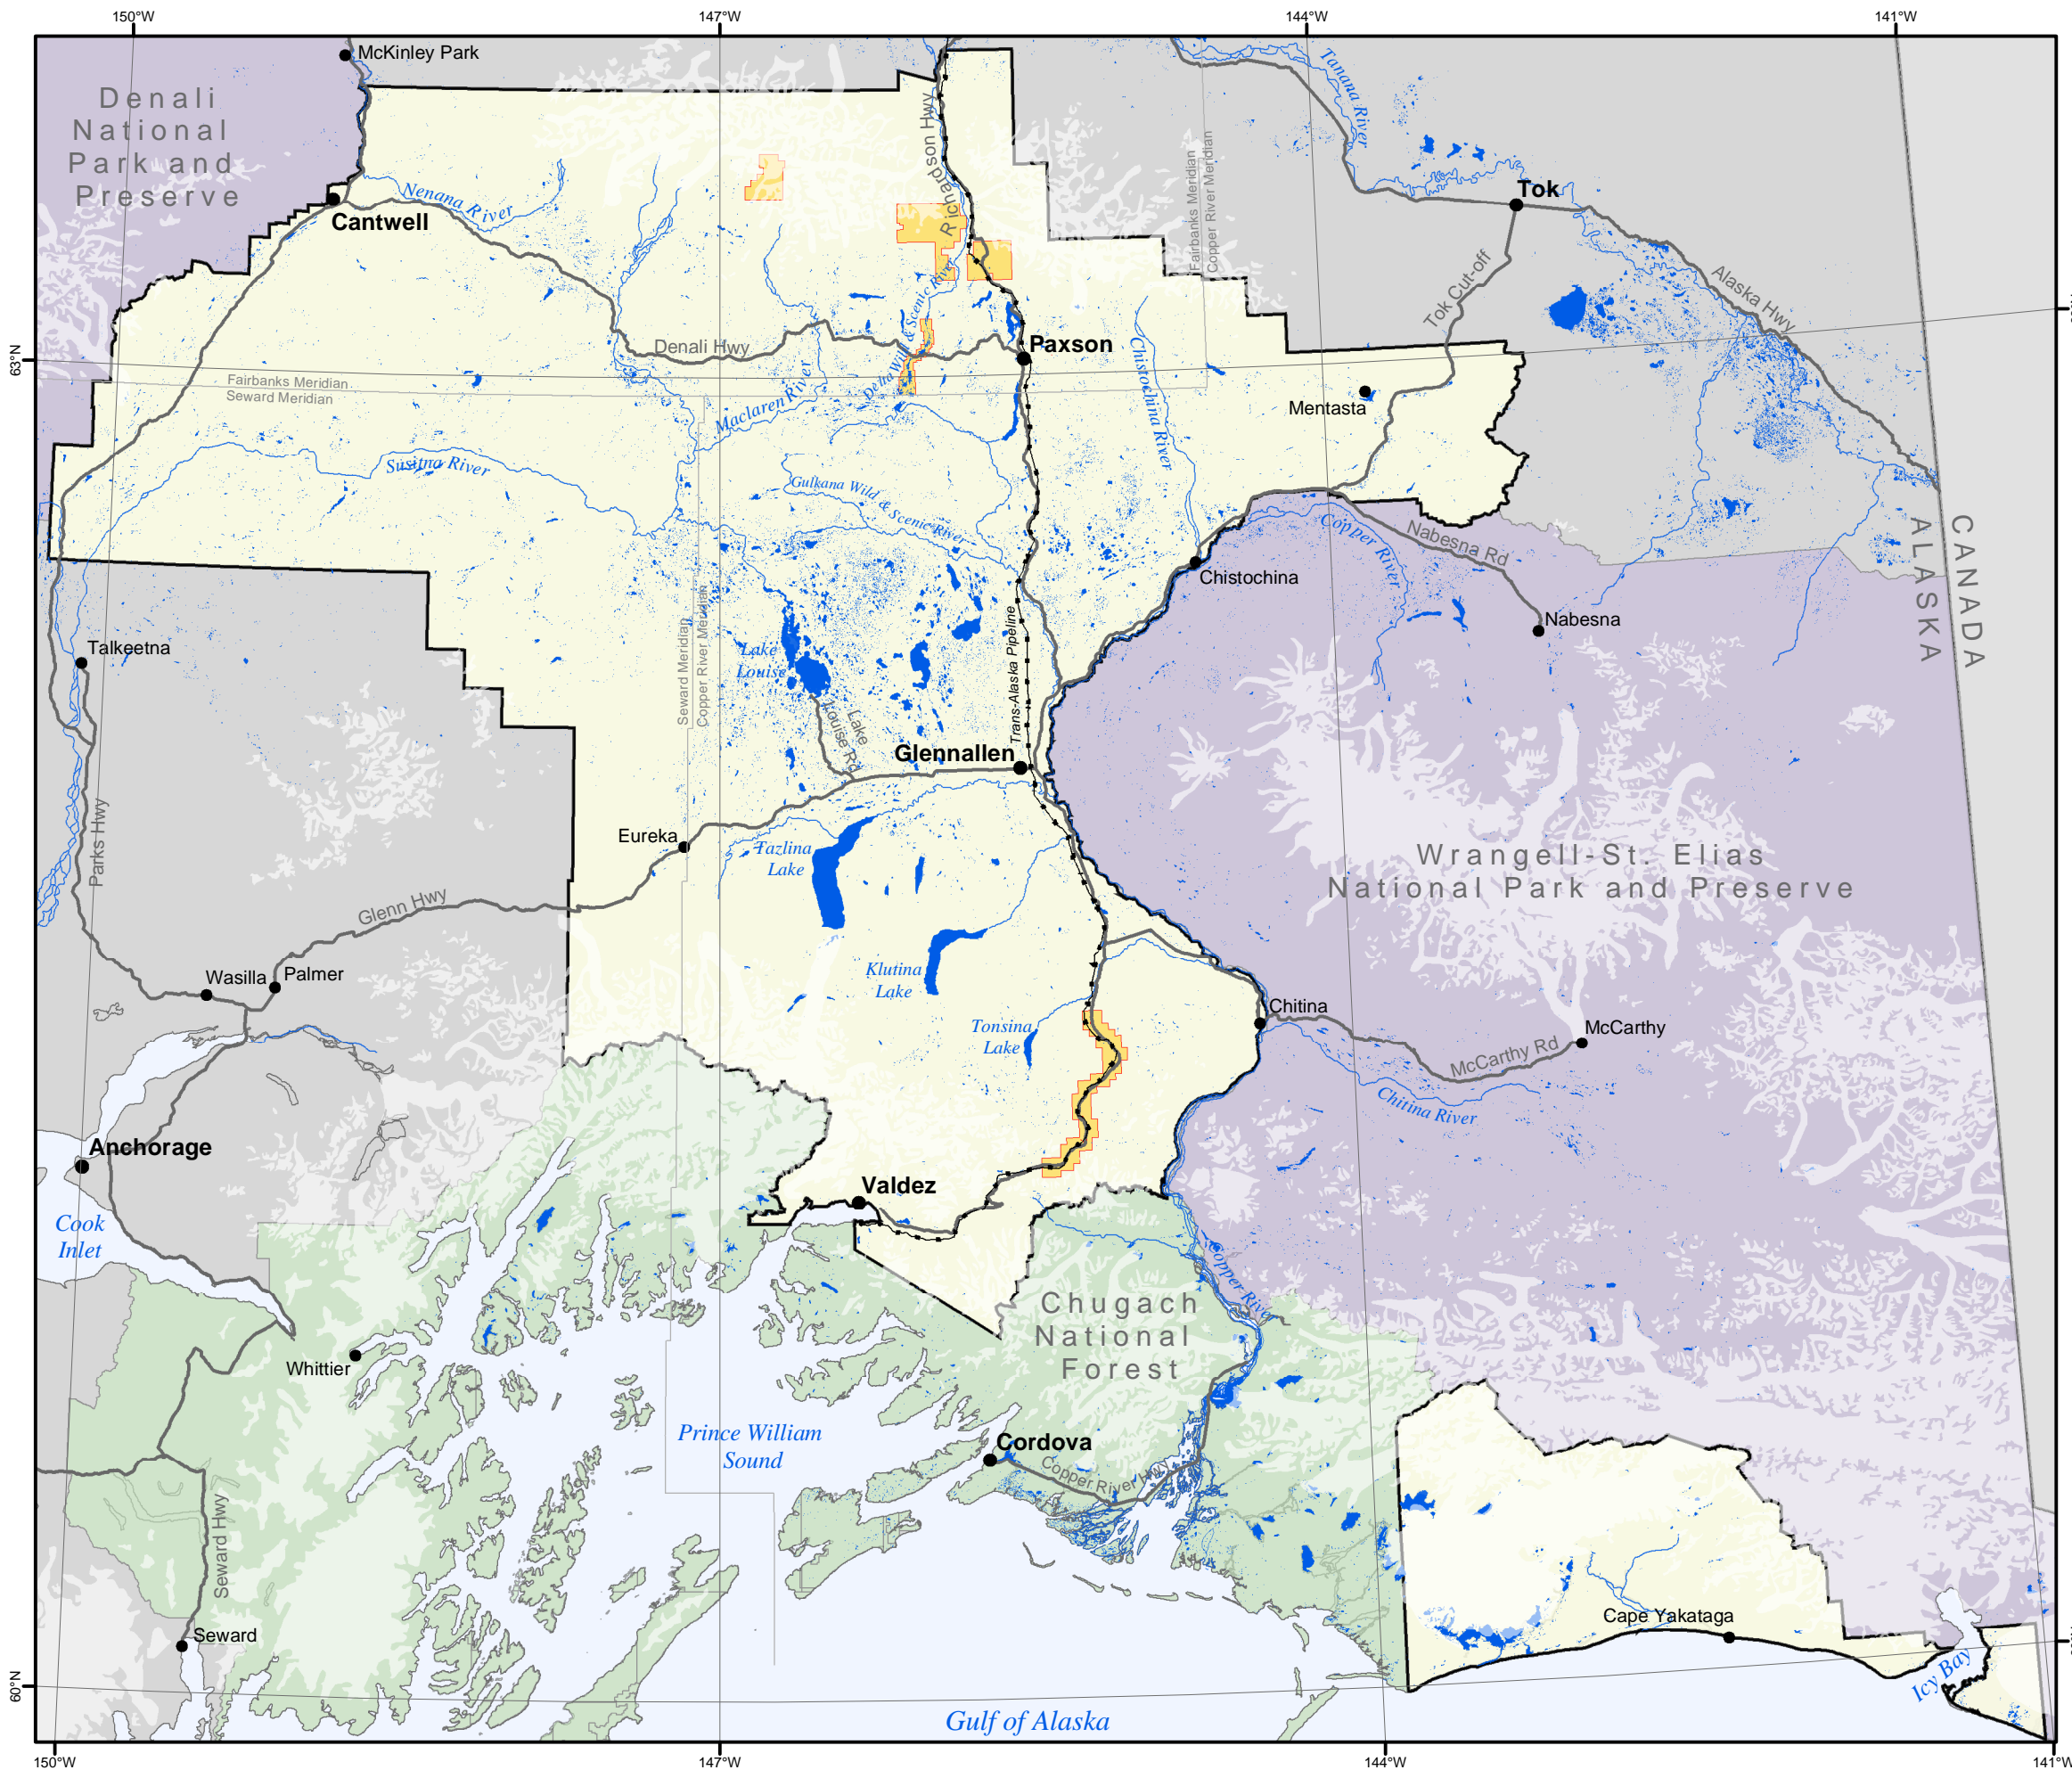 150°W
147°W
144°W
141°W
McKinley Park
Denali
National
Park and
Preserve
Richardson Hwy
Tanana River
Fairbanks Meridian
Copper River Meridian
Nenana River
Cantwell
Tok
Tok Cut-off
Alaska Hwy
63°N
Denali Hwy
Delta Wild & Scenic River
Paxson
Chistochina River
Fairbanks Meridian
Seward Meridian
Maclaren River
Mentasta
Susitna River
Gulkana Wild & Scenic River
Copper River
Nabesna Rd
CANADA
ALASKA
Chistochina
Nabesna
Talkeetna
Seward Meridian
Copper River Meridian
Lake
Louise
Lake
Louise Rd
Trans-Alaska Pipeline
Glennallen
Eureka
Parks Hwy
Tazlina
Lake
Glenn Hwy
Wrangell-St. Elias
National Park and Preserve
Wasilla
Palmer
Klutina
Lake
Chitina
Tonsina
Lake
McCarthy
McCarthy Rd
Chitina River
Anchorage
Valdez
Cook
Inlet
Copper River
Chugach
National
Forest
Whittier
Prince William
Sound
Cordova
Copper River Hwy
Seward Hwy
Seward
Cape Yakataga
Icy Bay
60°N
Gulf of Alaska
150°W
147°W
144°W
141°W